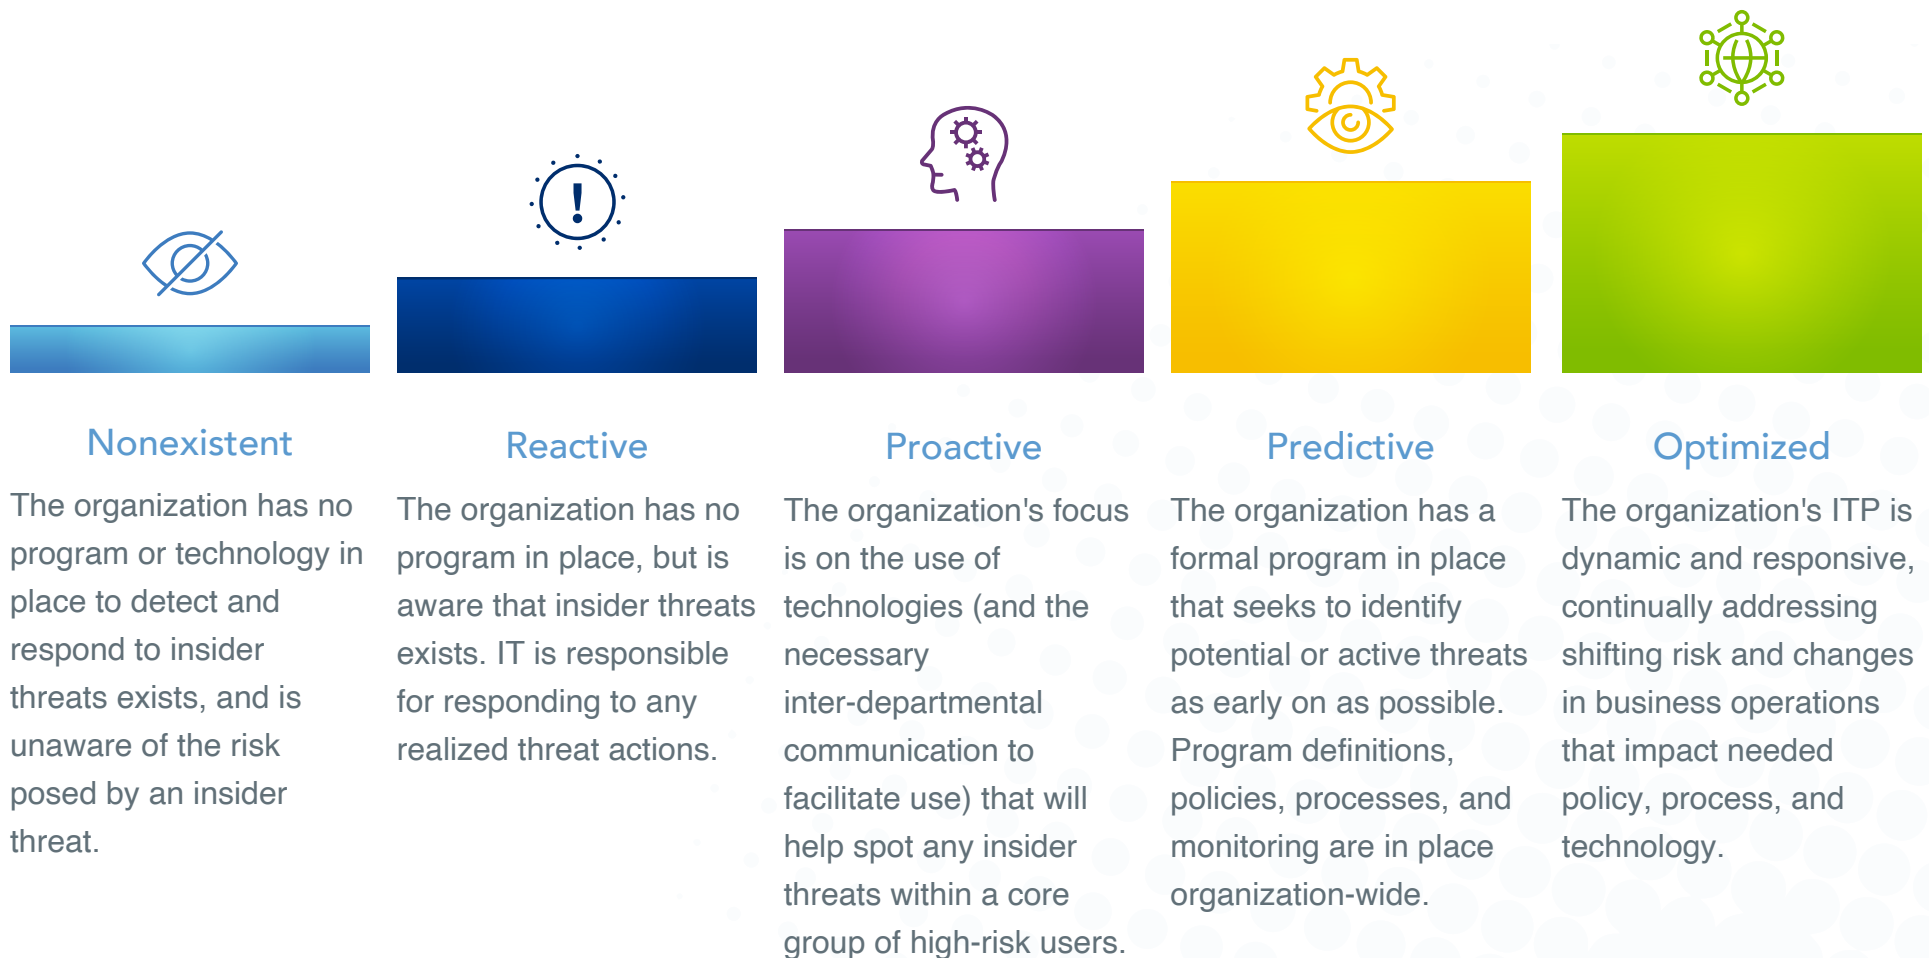 Nonexistent
The organization has no
program or technology in
place to detect and
respond to insider
threats exists, and is
unaware of the risk
posed by an insider
threat.
Reactive
The organization has no
program in place, but is
aware that insider threats
exists. IT is responsible
for responding to any
realized threat actions.
Proactive
The organization's focus
is on the use of
technologies (and the
necessary
inter-departmental
communication to
facilitate use) that will
help spot any insider
threats within a core
group of high-risk users.
Predictive
The organization has a
formal program in place
that seeks to identify
potential or active threats
as early on as possible.
Program definitions,
policies, processes, and
monitoring are in place
organization-wide.
Optimized
The organization's ITP is
dynamic and responsive,
continually addressing
shifting risk and changes
in business operations
that impact needed
policy, process, and
technology.